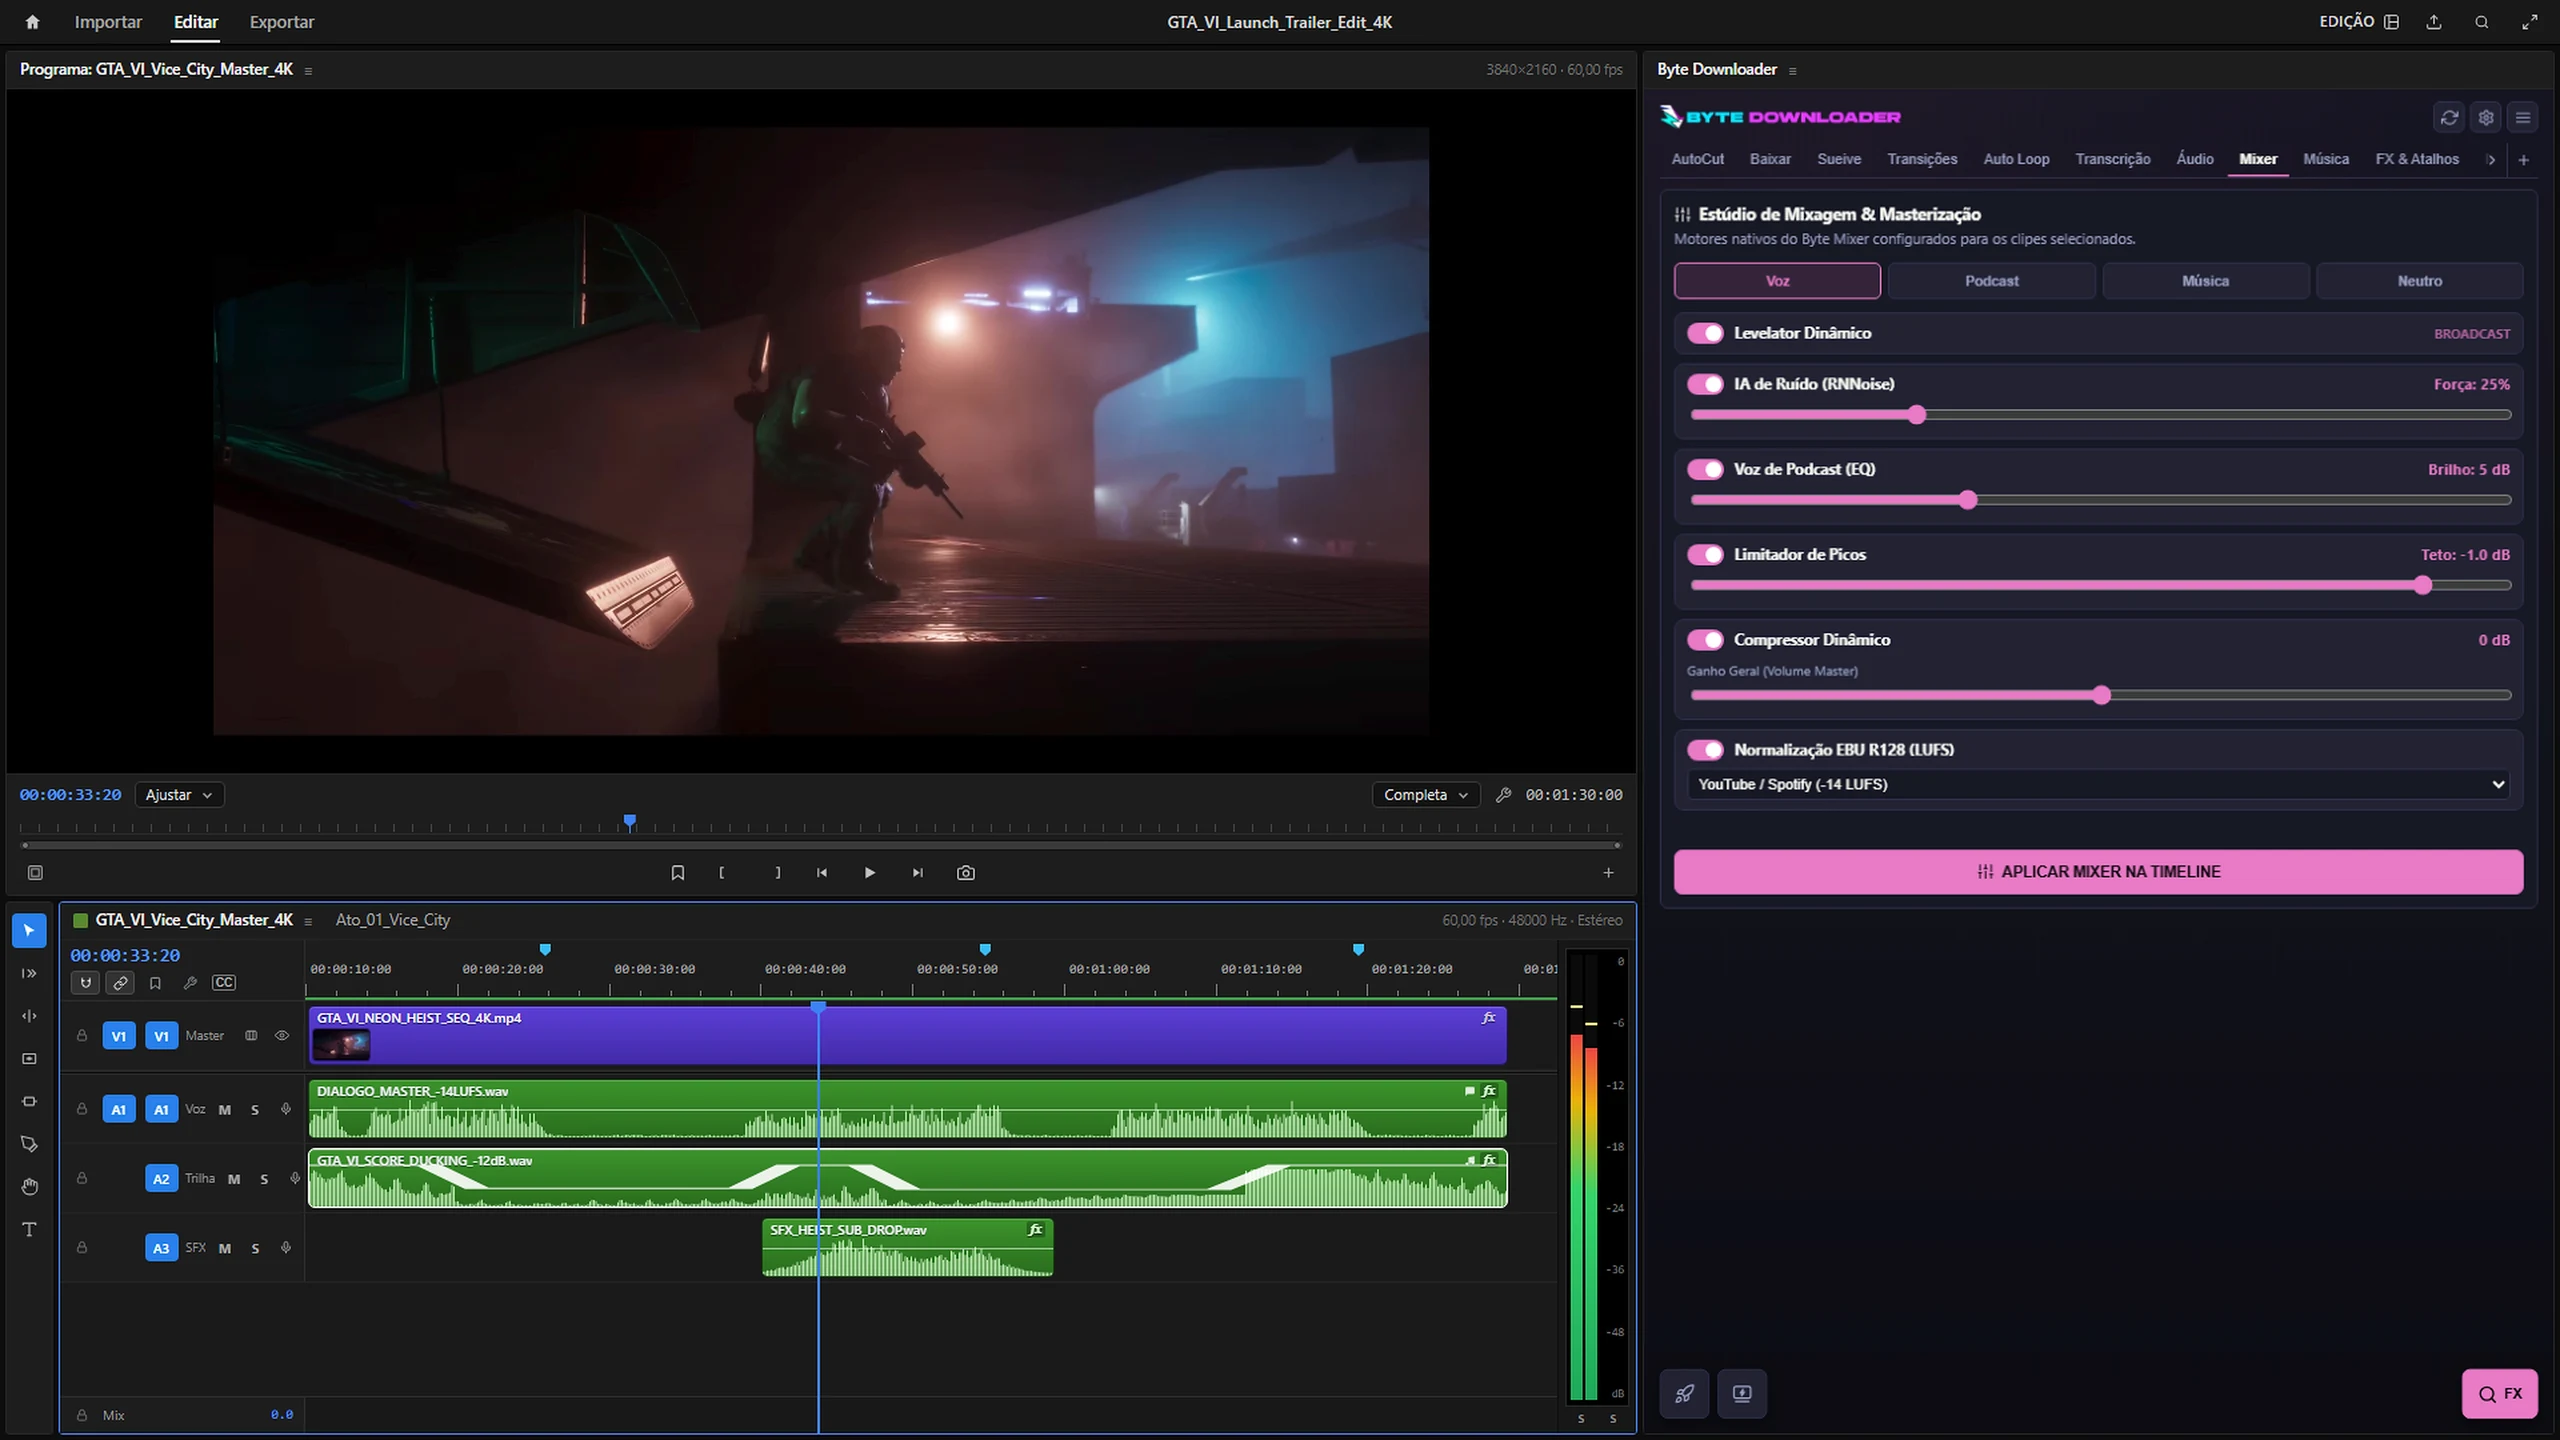 Importar Editar Exportar
GTA_VI_Launch_Trailer_Edit_4K
EDIÇÃO
Programa: GTA_VI_Vice_City_Master_4K
3840×2160 · 60,00 fps
00:00:33:20
Ajustar
Completa
00:01:30:00
GTA_VI_Vice_City_Master_4K
Ato_01_Vice_City
60,00 fps · 48000 Hz · Estéreo
00:00:33:20
CC
00:00:10:00 00:00:20:00 00:00:30:00 00:00:40:00 00:00:50:00 00:01:00:00 00:01:10:00 00:01:20:00 00:01
V1 V1 Master
GTA_VI_NEON_HEIST_SEQ_4K.mp4
fx
A1 A1 Voz M S
DIALOGO_MASTER_-14LUFS.wav
fx
A2 Trilha M S
GTA_VI_SCORE_DUCKING_-12dB.wav
fx
A3 SFX M S
SFX_HEIST_SUB_DROP.wav
fx
Mix 0.0
0
-6
-12
-18
-24
-36
-48
dB
S S
Byte Downloader
BYTE DOWNLOADER
AutoCut Baixar Sueive Transições Auto Loop Transcrição Áudio Mixer Música FX & Atalhos
Estúdio de Mixagem & Masterização
Motores nativos do Byte Mixer configurados para os clipes selecionados.
Voz Podcast Música Neutro
Levelator Dinâmico
BROADCAST
IA de Ruído (RNNoise)
Força: 25%
Voz de Podcast (EQ)
Brilho: 5 dB
Limitador de Picos
Teto: -1.0 dB
Compressor Dinâmico
0 dB
Ganho Geral (Volume Master)
Normalização EBU R128 (LUFS)
YouTube / Spotify (-14 LUFS)
APLICAR MIXER NA TIMELINE
FX